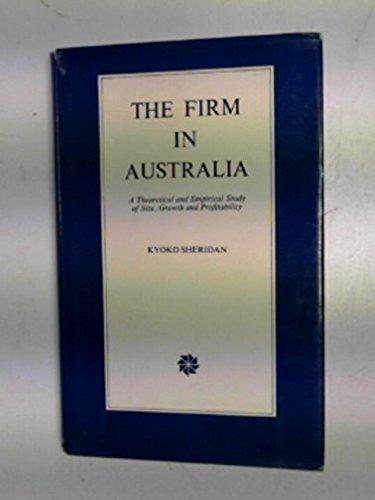 THE FIRM
IN
AUSTRALIA
A Theoretical and Empirical Study
of Size, Growth and Profitability
KYOKO SHERIDAN